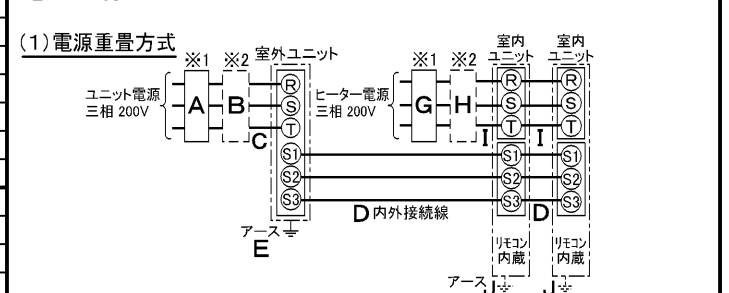 (1)電源重畳方式
※1 ※2 室外ユニット
ユニット電源
三相 200V
A B C
R
S
T
S1
S2
S3
アース
E
※1 ※2
ヒーター電源
三相 200V
G H
室内
ユニット
室内
ユニット
R R
S S
T T
I I
S1 S1
S2 S2
S3 S3
D 内外接続線
D
リモコン
内蔵
リモコン
内蔵
アース J J